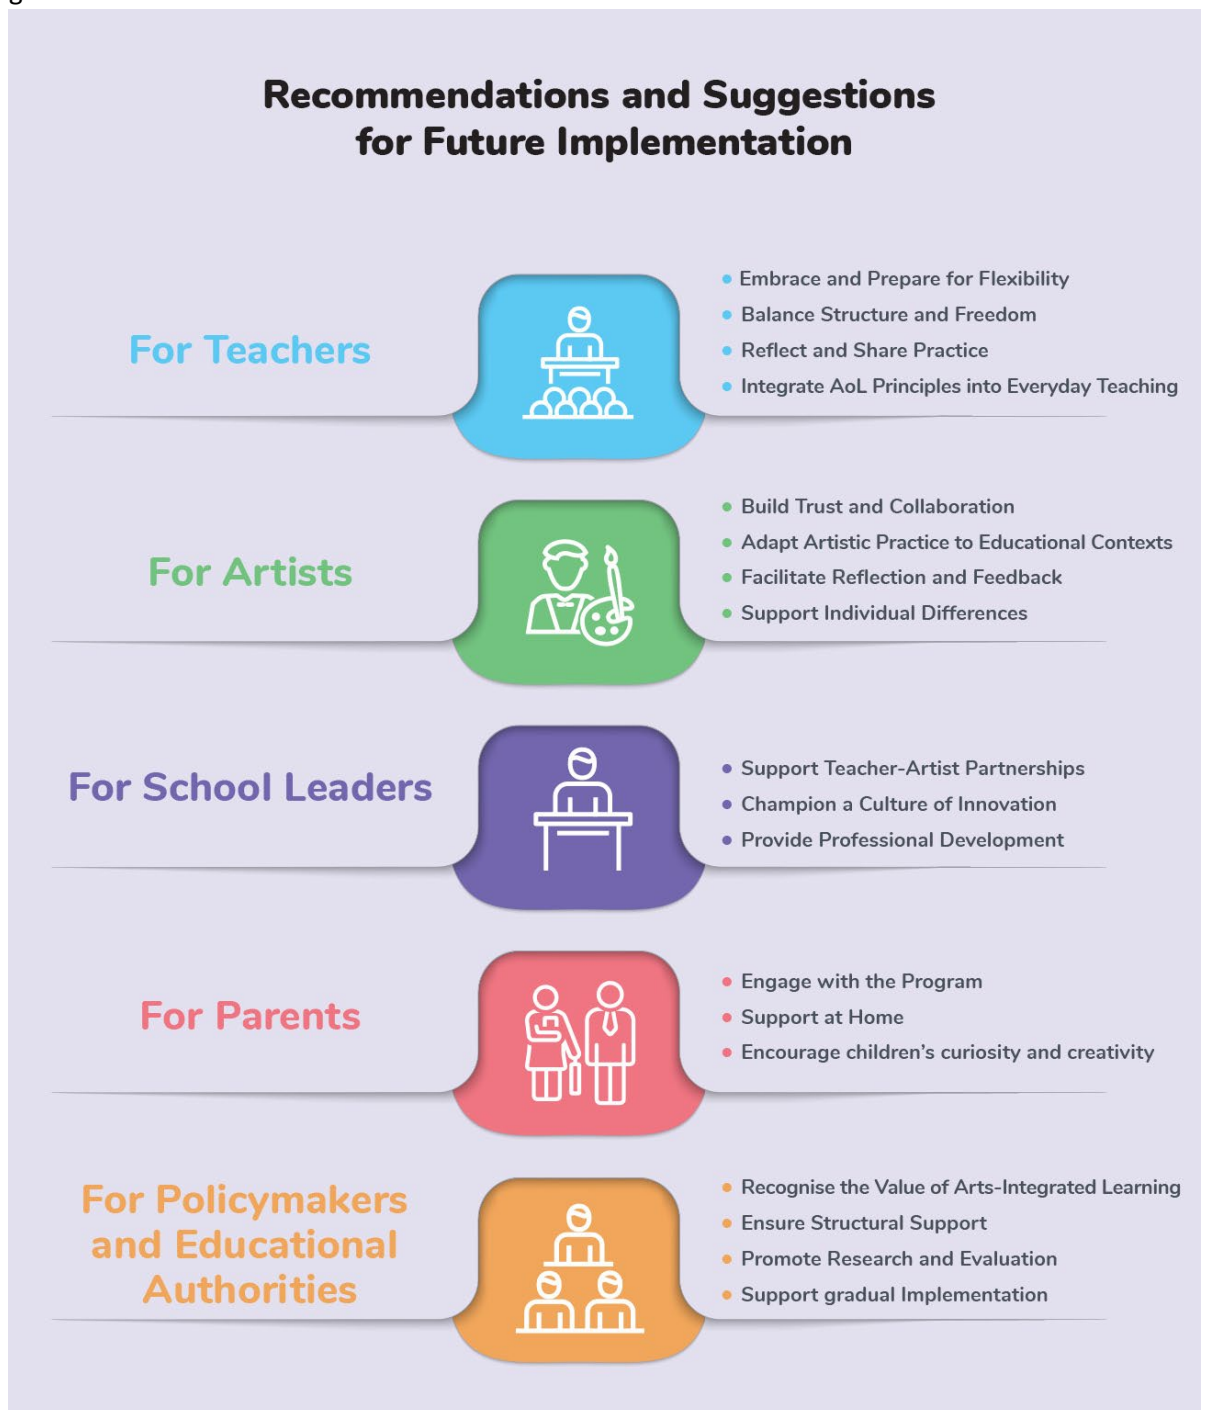 g
Recommendations and Suggestions
for Future Implementation
For Teachers
Embrace and Prepare for Flexibility
Balance Structure and Freedom
Reflect and Share Practice
Integrate AoL Principles into Everyday Teaching
For Artists
Build Trust and Collaboration
Adapt Artistic Practice to Educational Contexts
Facilitate Reflection and Feedback
Support Individual Differences
For School Leaders
Support Teacher-Artist Partnerships
Champion a Culture of Innovation
Provide Professional Development
For Parents
Engage with the Program
Support at Home
Encourage children’s curiosity and creativity
For Policymakers
and Educational
Authorities
Recognise the Value of Arts-Integrated Learning
Ensure Structural Support
Promote Research and Evaluation
Support gradual Implementation